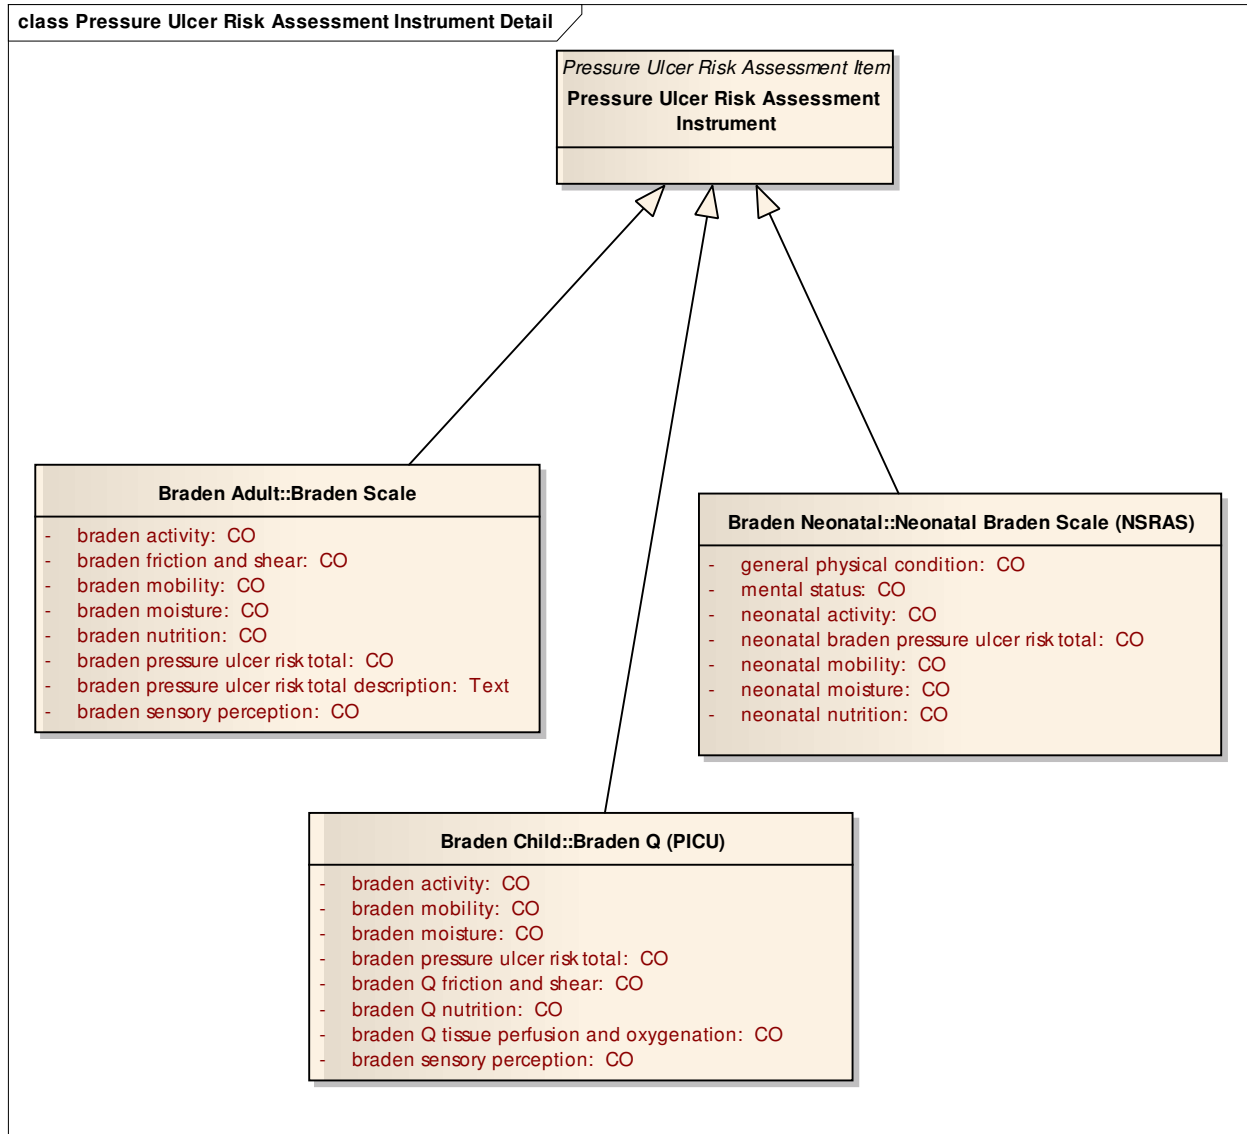 class Pressure Ulcer Risk Assessment Instrument Detail
Pressure Ulcer Risk Assessment Item
Pressure Ulcer Risk Assessment
Instrument
Braden Adult::Braden Scale
- braden activity: CO
- braden friction and shear: CO
- braden mobility: CO
- braden moisture: CO
- braden nutrition: CO
- braden pressure ulcer risk total: CO
- braden pressure ulcer risk total description: Text
- braden sensory perception: CO
Braden Neonatal::Neonatal Braden Scale (NSRAS)
- general physical condition: CO
- mental status: CO
- neonatal activity: CO
- neonatal braden pressure ulcer risk total: CO
- neonatal mobility: CO
- neonatal moisture: CO
- neonatal nutrition: CO
Braden Child::Braden Q (PICU)
- braden activity: CO
- braden mobility: CO
- braden moisture: CO
- braden pressure ulcer risk total: CO
- braden Q friction and shear: CO
- braden Q nutrition: CO
- braden Q tissue perfusion and oxygenation: CO
- braden sensory perception: CO